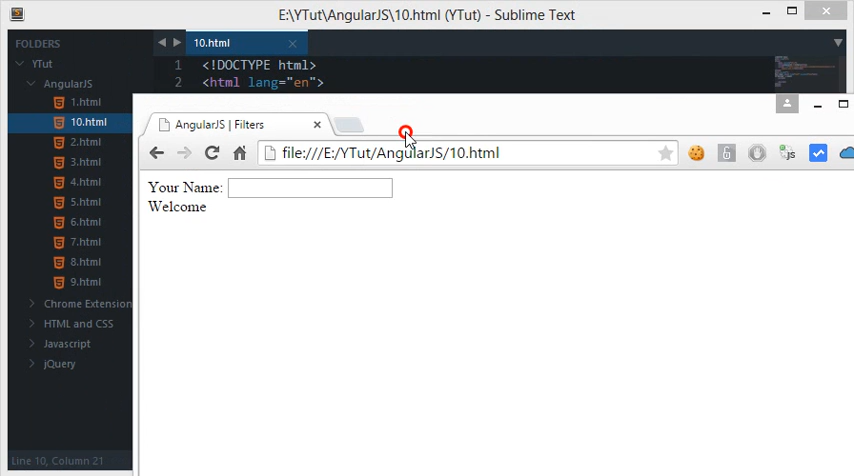 E:\YTut\AngularJS\10.html (YTut) - Sublime Text
FOLDERS
YTut
AngularJS
1.html
10.html
2.html
3.html
4.html
5.html
6.html
7.html
8.html
9.html
Chrome Extension
HTML and CSS
Javascript
jQuery
Line 10, Column 21
10.html
1 <!DOCTYPE html>
2 <html lang="en">
AngularJS | Filters
file:///E:/YTut/AngularJS/10.html
js
Your Name:
Welcome